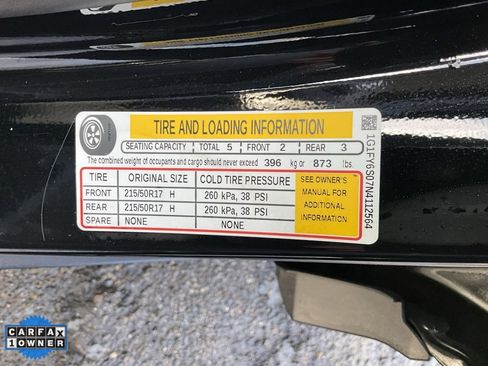 TIRE AND LOADING INFORMATION
SEATING CAPACITY TOTAL 5 FRONT 2 REAR 3
The combined weight of occupants and cargo should never exceed 396 kg or 873 lbs.
TIRE ORIGINAL SIZE COLD TIRE PRESSURE
FRONT 215/50R17 H 260 kPa, 38 PSI
REAR 215/50R17 H 260 kPa, 38 PSI
SPARE NONE NONE
SEE OWNER'S
MANUAL FOR
ADDITIONAL
INFORMATION
1G1FY6S07N4112564
CARFAX
1 OWNER